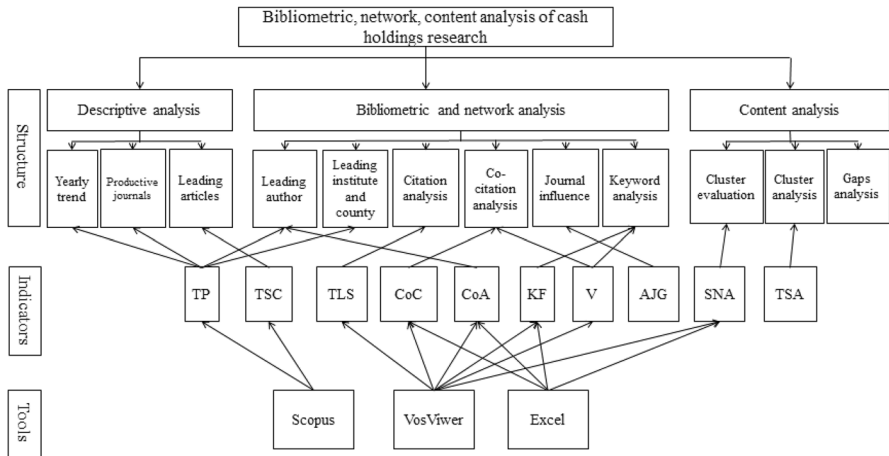 Bibliometric, network, content analysis of cash
holdings research
Structure
Descriptive analysis
Bibliometric and network analysis
Content analysis
Yearly
trend
Productive
journals
Leading
articles
Leading
author
Leading
institute
and
county
Citation
analysis
Co-
citation
analysis
Journal
influence
Keyword
analysis
Cluster
evaluation
Cluster
analysis
Gaps
analysis
Indicators
TP
TSC
TLS
CoC
CoA
KF
V
AJG
SNA
TSA
Tools
Scopus
VosViwer
Excel